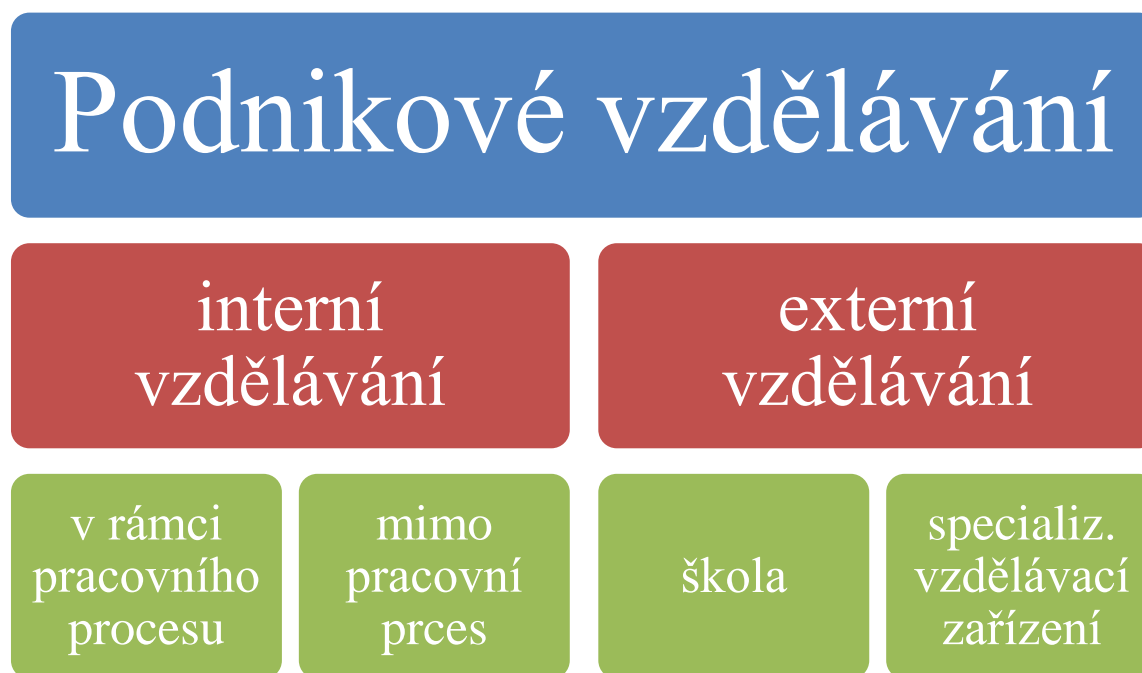 Podnikové vzdělávání
interní
vzdělávání
externí
vzdělávání
v rámci
pracovního
procesu
mimo
pracovní
prces
škola
specializ.
vzdělávací
zařízení